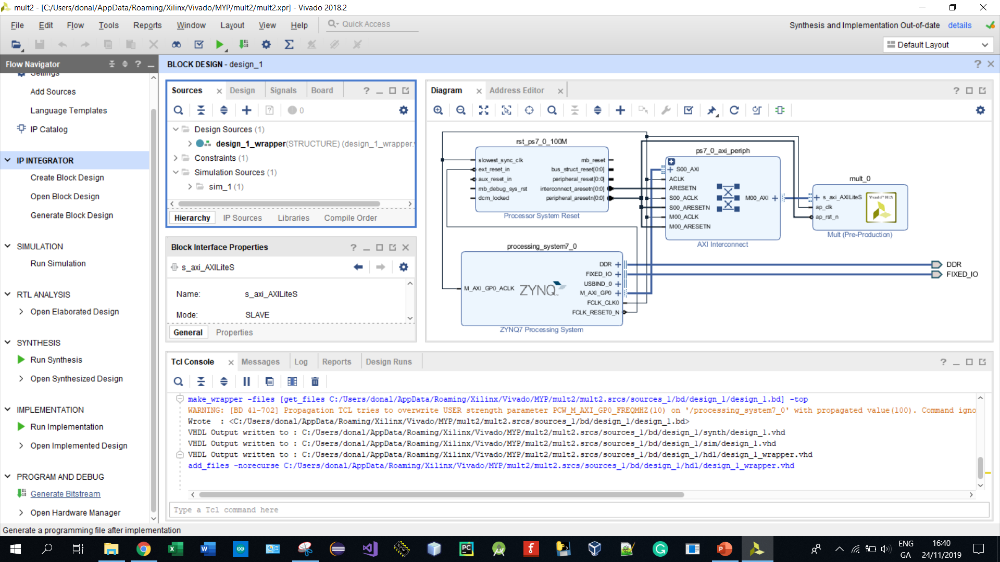 mult2 - [C:/Users/donal/AppData/Roaming/Xilinx/Vivado/MYP/mult2/mult2.xpr] - Vivado 2018.2
File Edit Flow Tools Reports Window Layout View Help Quick Access
Synthesis and Implementation Out-of-date details
Default Layout
Flow Navigator
Settings
Add Sources
Language Templates
IP Catalog
IP INTEGRATOR
Create Block Design
Open Block Design
Generate Block Design
SIMULATION
Run Simulation
RTL ANALYSIS
Open Elaborated Design
SYNTHESIS
Run Synthesis
Open Synthesized Design
IMPLEMENTATION
Run Implementation
Open Implemented Design
PROGRAM AND DEBUG
Generate Bitstream
Open Hardware Manager
BLOCK DESIGN - design_1
Sources Design Signals Board
0
Design Sources (1)
design_1_wrapper(STRUCTURE) (design_1_wrapper.
Constraints (1)
Simulation Sources (1)
sim_1 (1)
Hierarchy IP Sources Libraries Compile Order
Block Interface Properties
s_axi_AXILiteS
Name: s_axi_AXILiteS
Mode: SLAVE
General Properties
Diagram Address Editor
rst_ps7_0_100M
slowest_sync_clk mb_reset
ext_reset_in bus_struct_reset[0:0]
aux_reset_in peripheral_reset[0:0]
mb_debug_sys_rst interconnect_aresetn[0:0]
dcm_locked peripheral_aresetn[0:0]
Processor System Reset
ps7_0_axi_periph
S00_AXI
ACLK
ARESETN
S00_ACLK M00_AXI
S00_ARESETN
M00_ACLK
M00_ARESETN
AXI Interconnect
mult_0
s_axi_AXILiteS
ap_clk
ap_rst_n
Vivado™ HLS
Mult (Pre-Production)
processing_system7_0
DDR
FIXED_IO
USBIND_0
M_AXI_GP0_ACLK ZYNQ M_AXI_GP0
FCLK_CLK0
FCLK_RESET0_N
ZYNQ7 Processing System
DDR
FIXED_IO
Tcl Console Messages Log Reports Design Runs
make_wrapper -files [get_files C:/Users/donal/AppData/Roaming/Xilinx/Vivado/MYP/mult2/mult2.srcs/sources_1/bd/design_1/design_1.bd] -top
WARNING: [BD 41-702] Propagation TCL tries to overwrite USER strength parameter PCW_M_AXI_GP0_FREQMHZ(10) on '/processing_system7_0' with propagated value(100). Command igno
Wrote : <C:/Users/donal/AppData/Roaming/Xilinx/Vivado/MYP/mult2/mult2.srcs/sources_1/bd/design_1/design_1.bd>
VHDL Output written to : C:/Users/donal/AppData/Roaming/Xilinx/Vivado/MYP/mult2/mult2.srcs/sources_1/bd/design_1/synth/design_1.vhd
VHDL Output written to : C:/Users/donal/AppData/Roaming/Xilinx/Vivado/MYP/mult2/mult2.srcs/sources_1/bd/design_1/sim/design_1.vhd
VHDL Output written to : C:/Users/donal/AppData/Roaming/Xilinx/Vivado/MYP/mult2/mult2.srcs/sources_1/bd/design_1/hdl/design_1_wrapper.vhd
add_files -norecurse C:/Users/donal/AppData/Roaming/Xilinx/Vivado/MYP/mult2/mult2.srcs/sources_1/bd/design_1/hdl/design_1_wrapper.vhd
Type a Tcl command here
Generate a programming file after implementation
ENG
GA
16:40
24/11/2019